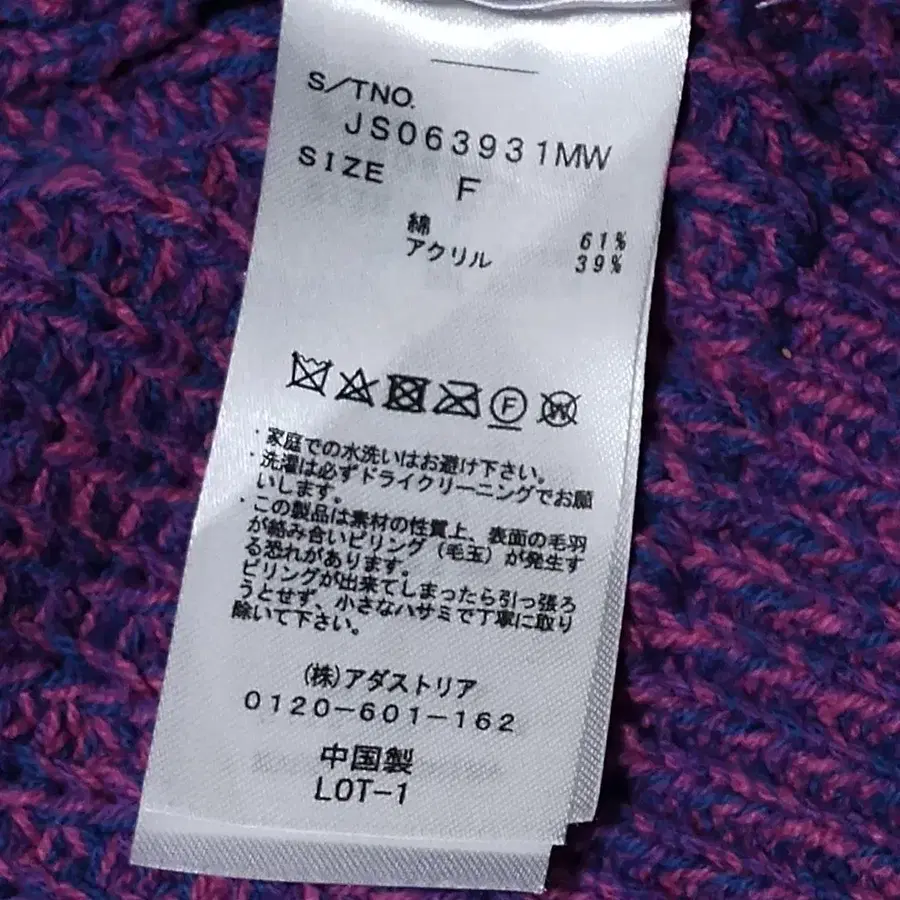 S/TNO.
JS063931MW
SIZE F
綿 61%
アクリル 39%
F
W
・家庭での水洗いはお避け下さい。
・洗濯は必ずドライクリーニングでお願
いします。
・この製品は素材の性質上、表面の毛羽
が絡み合いピリング（毛玉）が発生す
る恐れがあります。
ピリングが出来てしまったら引っ張ろ
うとせず、小さなハサミで丁寧に取り
除いて下さい。
(株)アダストリア
0120-601-162
中国製
LOT-1